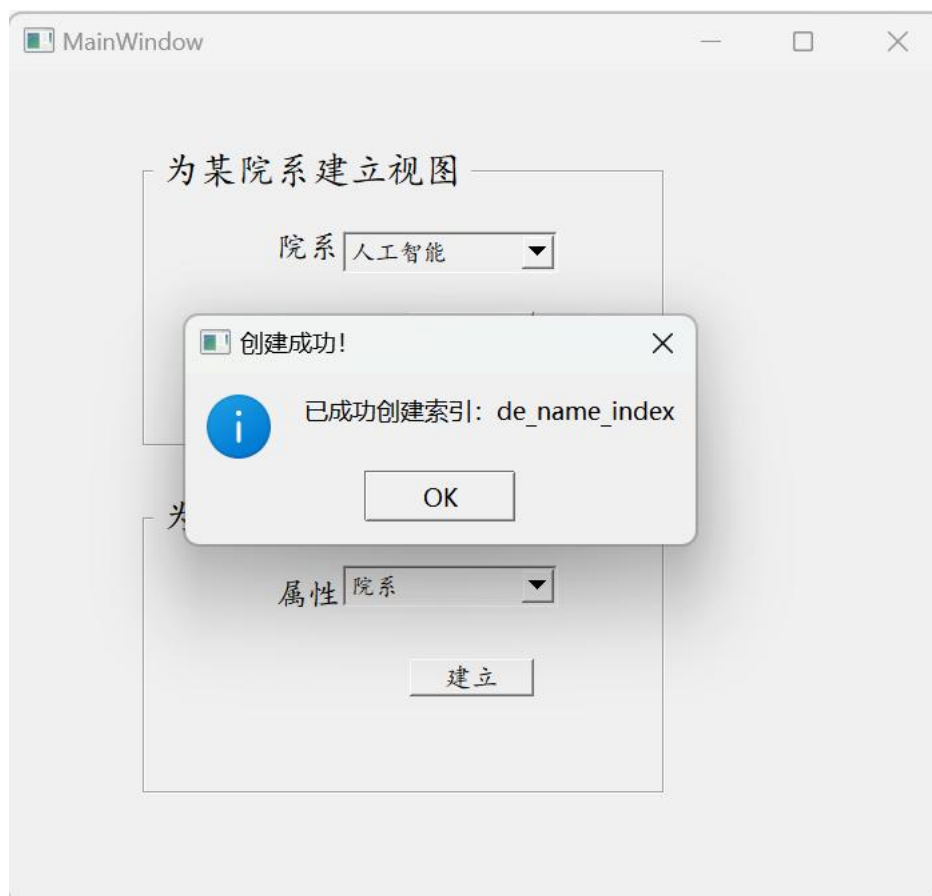 MainWindow
为某院系建立视图
院系 人工智能
创建成功!
已成功创建索引：de_name_index
OK
为
属性 院系
建立